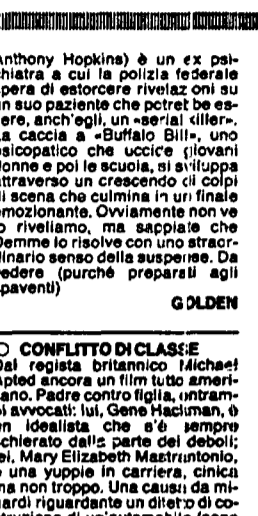 Anthony Hopkins) è un ex psi-
chiatra a cui la polizia federale
spera di estorcere rivelazioni su
un suo paziente che potrebbe es-
sere, anch'egli, un «serial killer».
La caccia a «Buffalo Bill», uno
psicopatico che uccide giovani
donne e poi le scuoia, si sviluppa
attraverso un crescendo di colpi
di scena che culmina in un finale
emozionante. Ovviamente non ve
lo riveliamo, ma sappiate che
Demme lo risolve con uno straor-
dinario senso della suspense. Da
vedere (purché preparati agli
spaventi)
GOLDEN
CONFLITTO DI CLASSE
Dal regista britannico Michael
Apted ancora un film tutto ameri-
cano. Padre contro figlia, entram-
bi avvocati: lui, Gene Hackman, è
un idealista che s'è sempre
schierato dalla parte dei deboli;
lei, Mary Elizabeth Mastrantonio,
è una yuppie in carriera, cinica
ma non troppo. Una causa da mi-
liardi riguardante un difetto di co-